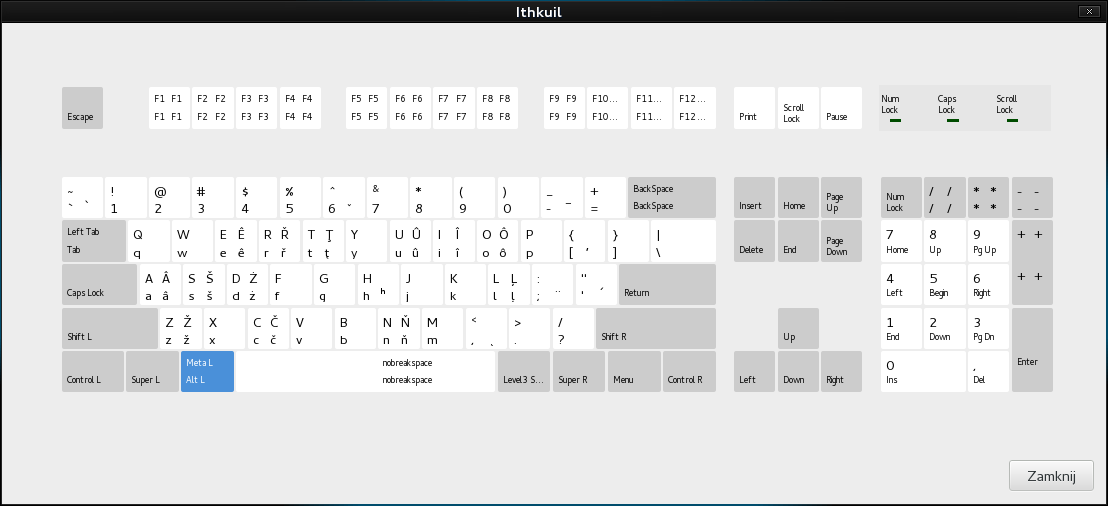 Ithkuil
F1 F1 F2 F2 F3 F3 F4 F4 F5 F5 F6 F6 F7 F7 F8 F8 F9 F9 F10... F11... F12... Num Lock Caps Lock Scroll Lock
Escape F1 F1 F2 F2 F3 F3 F4 F4 F5 F5 F6 F6 F7 F7 F8 F8 F9 F9 F10... F11... F12... Print Scroll Lock Pause
~ ! @ # $ % ^ & * ( ) _ + BackSpace Page Up / / * * - -
` ` 1 2 3 4 5 6 ˇ 7 8 9 0 - _ = BackSpace Insert Home Num Lock / / * * - -
Left Tab Q W E Ê R Ř T Ţ Y U Û I Î O Ô P { } | 7 8 9 + +
Tab q w e ê r ř t ţ y u û i î o ô p [ ʼ ] \ Delete End Page Down Home Up Pg Up
A Â S Š D Ż F G H J K L Ļ : " 4 5 6 + +
Caps Lock a â s š d ż f g h ʰ j k l ļ ; ¨ ' ´ Return Left Begin Right
Z Ž X C Č V B N Ň M < > / 1 2 3
Shift L z ž x c č v b n ň m , ˛ . ? Shift R Up End Down Pg Dn
Meta L nobreakspace 0 , Enter
Control L Super L Alt L nobreakspace Level3 S... Super R Menu Control R Left Down Right Ins Del
Zamknij